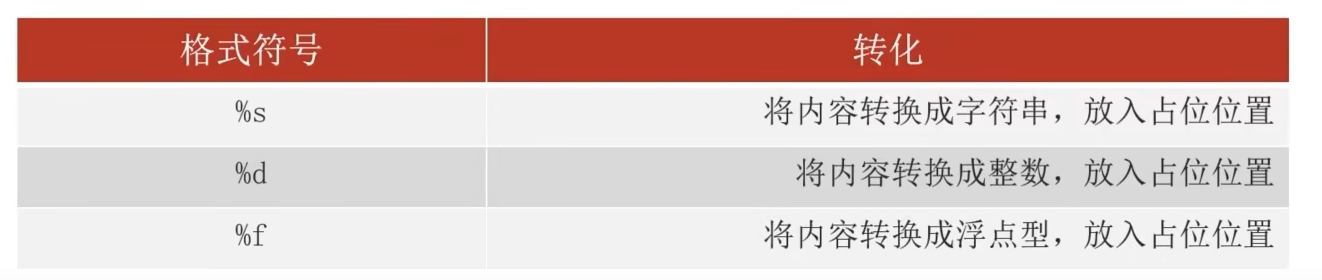 格式符号 转化
%s 将内容转换成字符串，放入占位位置
%d 将内容转换成整数，放入占位位置
%f 将内容转换成浮点型，放入占位位置